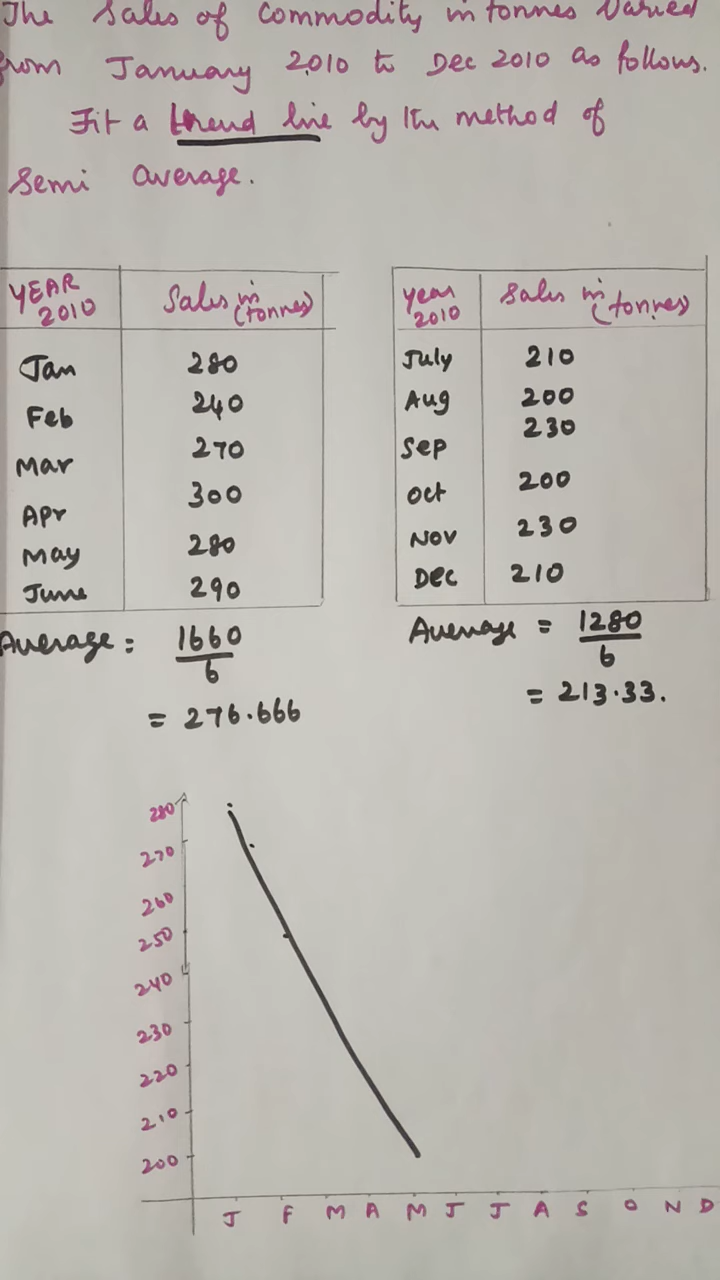 The Sales of Commodity in tonnes Varied
from January 2010 to Dec 2010 as follows.
Fit a trend line by the method of
Semi average.
YEAR 2010 Sales in (tonnes)
Jan 280
Feb 240
Mar 270
Apr 300
May 280
June 290
Average = 1660/6
= 276.666
year 2010 Sales in (tonnes)
July 210
Aug 200
Sep 230
Oct 200
Nov 230
Dec 210
Average = 1280/6
= 213.33.
280
270
260
250
240
230
220
210
200
J F M A M J J A S O N D